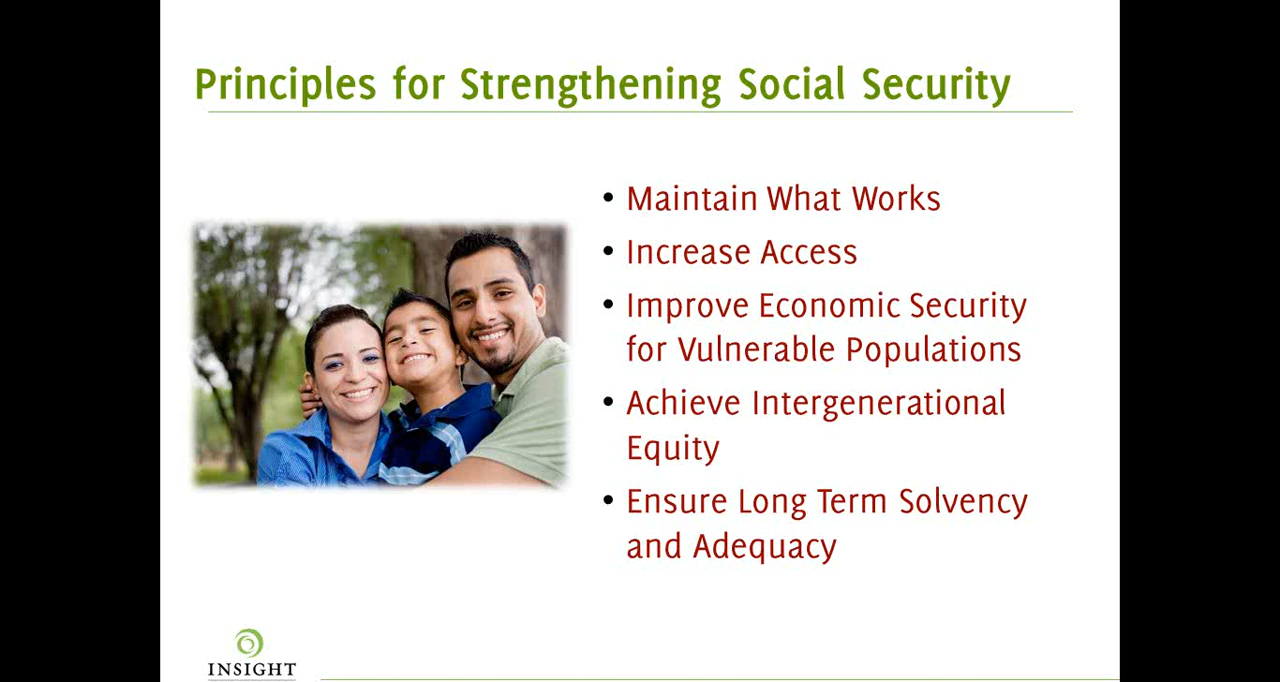 Principles for Strengthening Social Security
• Maintain What Works
• Increase Access
• Improve Economic Security
for Vulnerable Populations
• Achieve Intergenerational
Equity
• Ensure Long Term Solvency
and Adequacy
INSIGHT